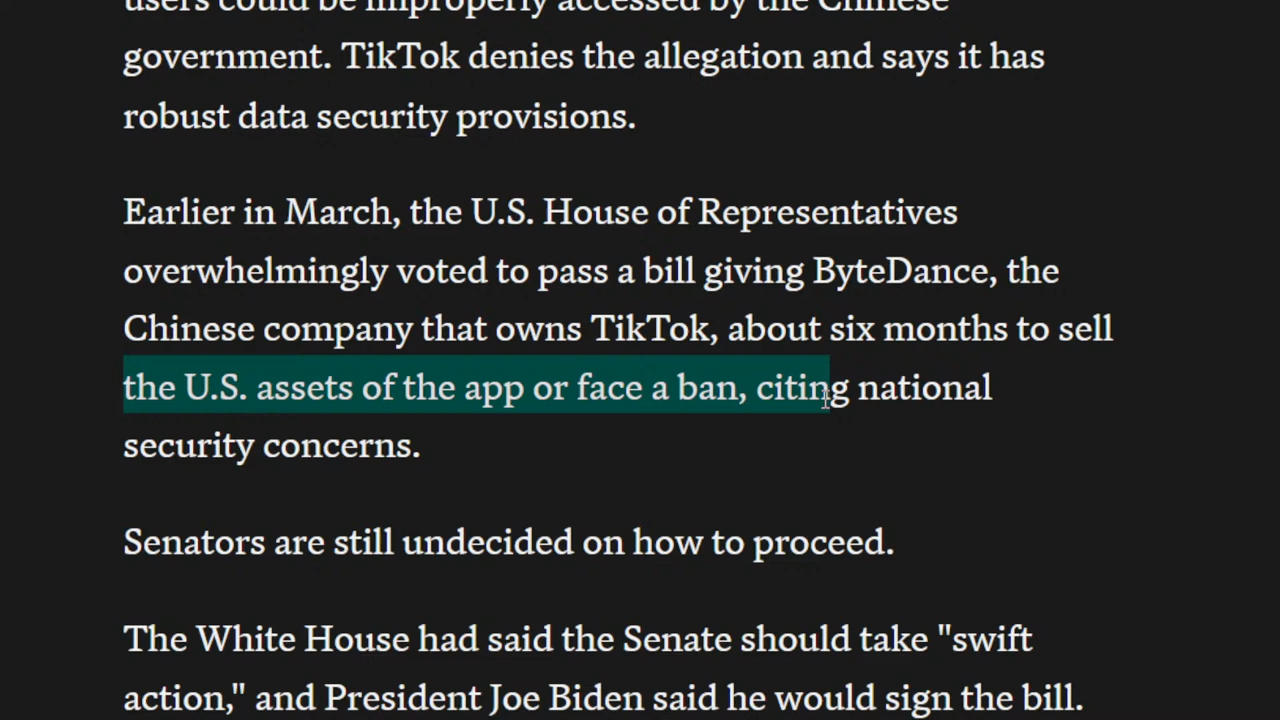 users could be improperly accessed by the Chinese
government. TikTok denies the allegation and says it has
robust data security provisions.
Earlier in March, the U.S. House of Representatives
overwhelmingly voted to pass a bill giving ByteDance, the
Chinese company that owns TikTok, about six months to sell
the U.S. assets of the app or face a ban, citing national
security concerns.
Senators are still undecided on how to proceed.
The White House had said the Senate should take "swift
action," and President Joe Biden said he would sign the bill.